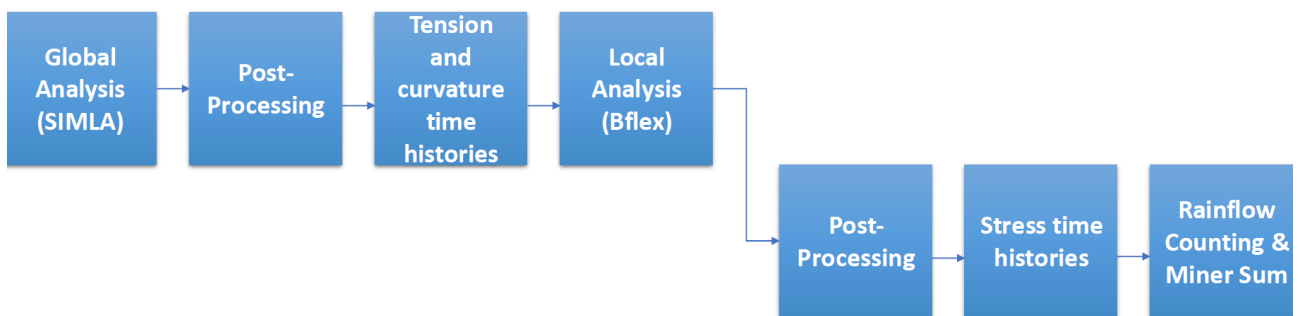 Global
Analysis
(SIMLA)
Post-
Processing
Tension
and
curvature
time
histories
Local
Analysis
(Bflex)
Post-
Processing
Stress time
histories
Rainflow
Counting &
Miner Sum